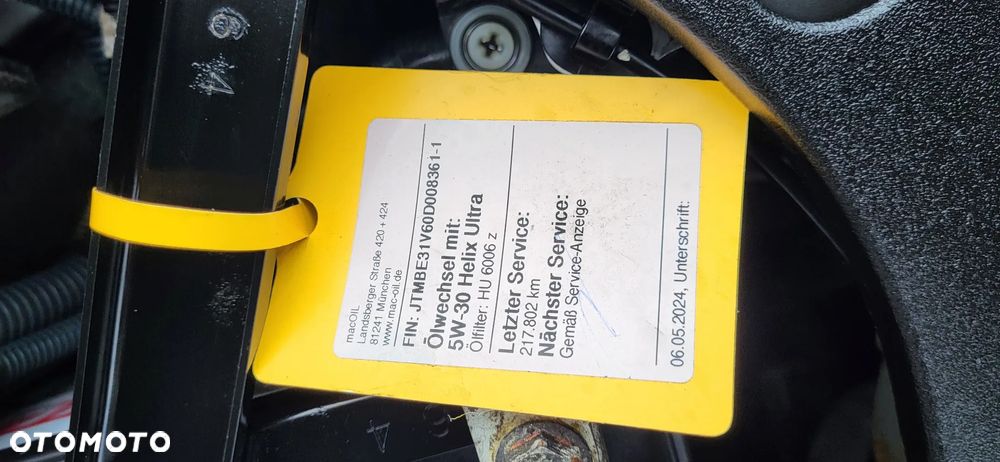 macOIL
Landsberger Straße 420 + 424
81241 München
www.mac-oil.de
FIN: JTMBE31V60D008361-1
Ölwechsel mit:
5W-30 Helix Ultra
Ölfilter: HU 6006 z
Letzter Service:
217.802 km
Nächster Service:
Gemäß Service-Anzeige
06.05.2024, Unterschrift:
4
4
OTOMOTO